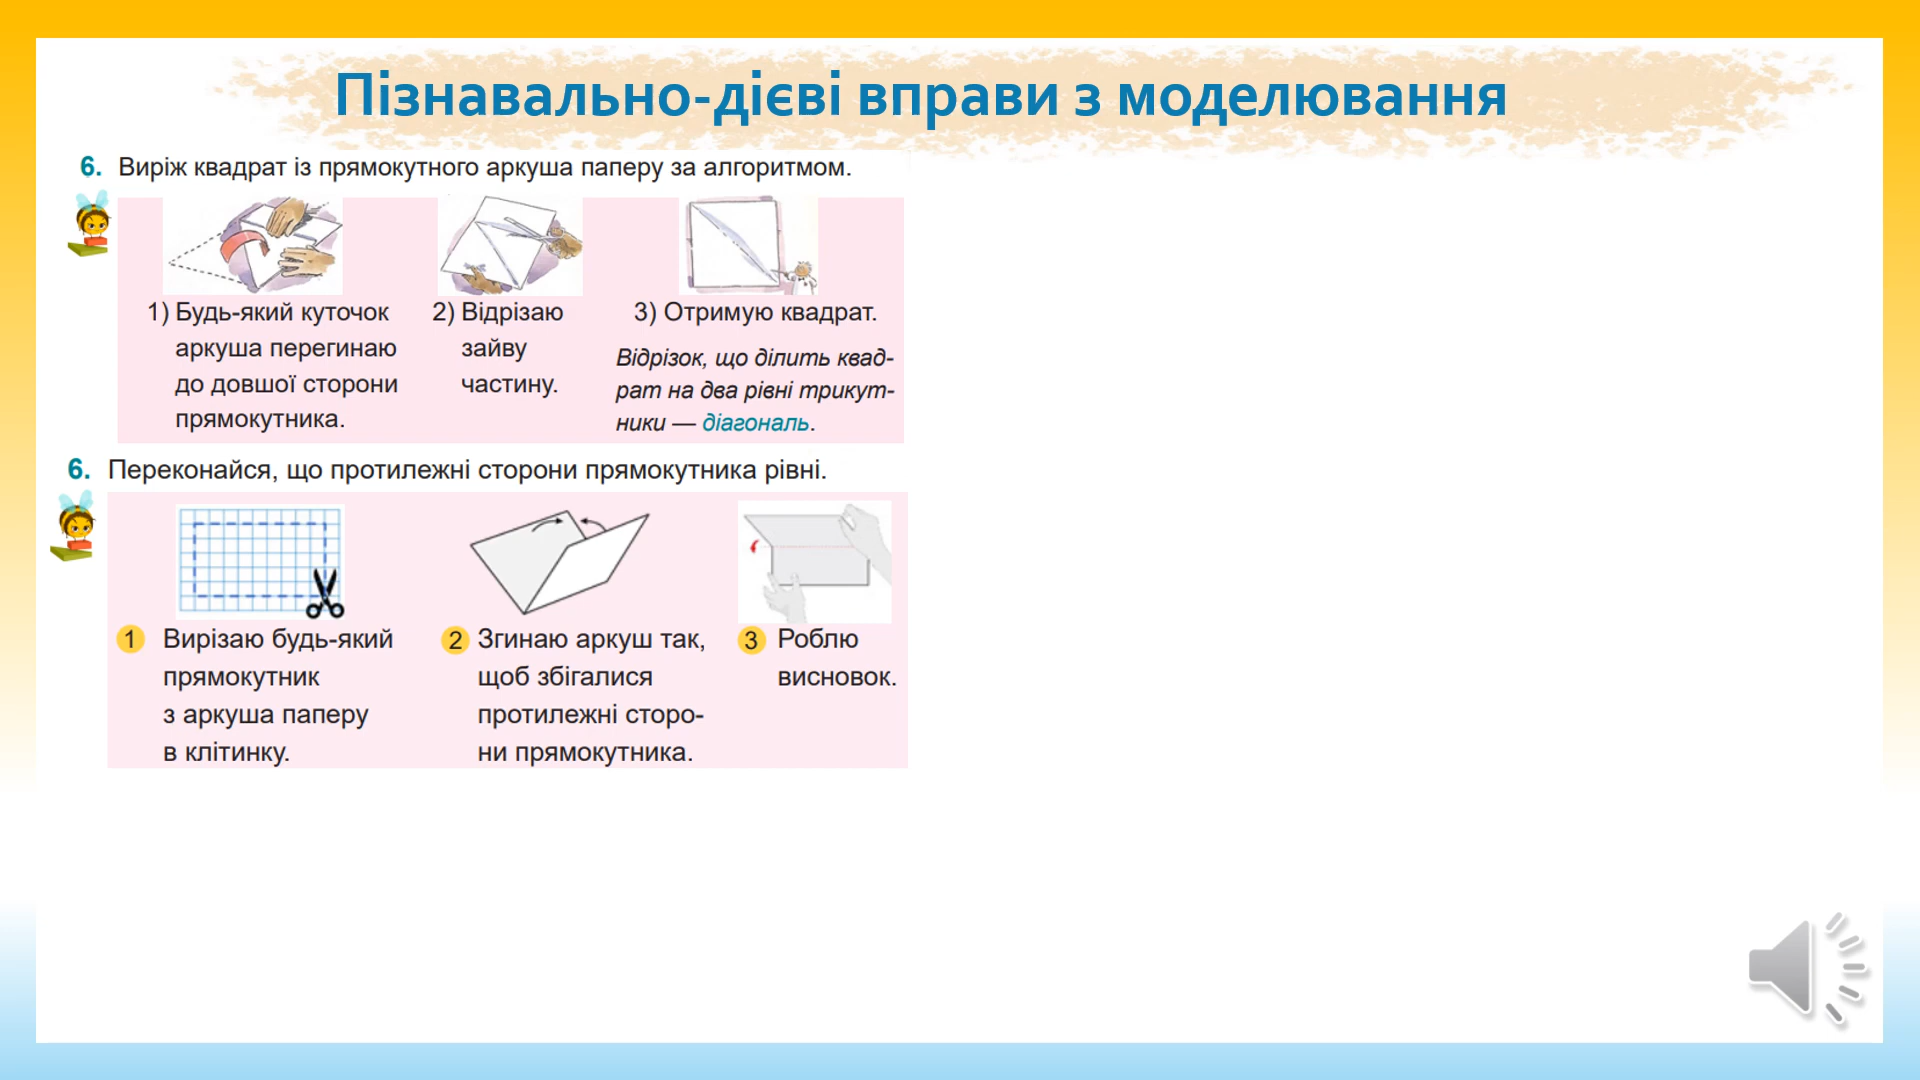 Пізнавально-дієві вправи з моделювання
6. Виріж квадрат із прямокутного аркуша паперу за алгоритмом.
1) Будь-який куточок
аркуша перегинаю
до довшої сторони
прямокутника.
2) Відрізаю
зайву
частину.
3) Отримую квадрат.
Відрізок, що ділить квад-
рат на два рівні трикут-
ники — діагональ.
6. Переконайся, що протилежні сторони прямокутника рівні.
1 Вирізаю будь-який
прямокутник
з аркуша паперу
в клітинку.
2 Згинаю аркуш так,
щоб збігалися
протилежні сторо-
ни прямокутника.
3 Роблю
висновок.